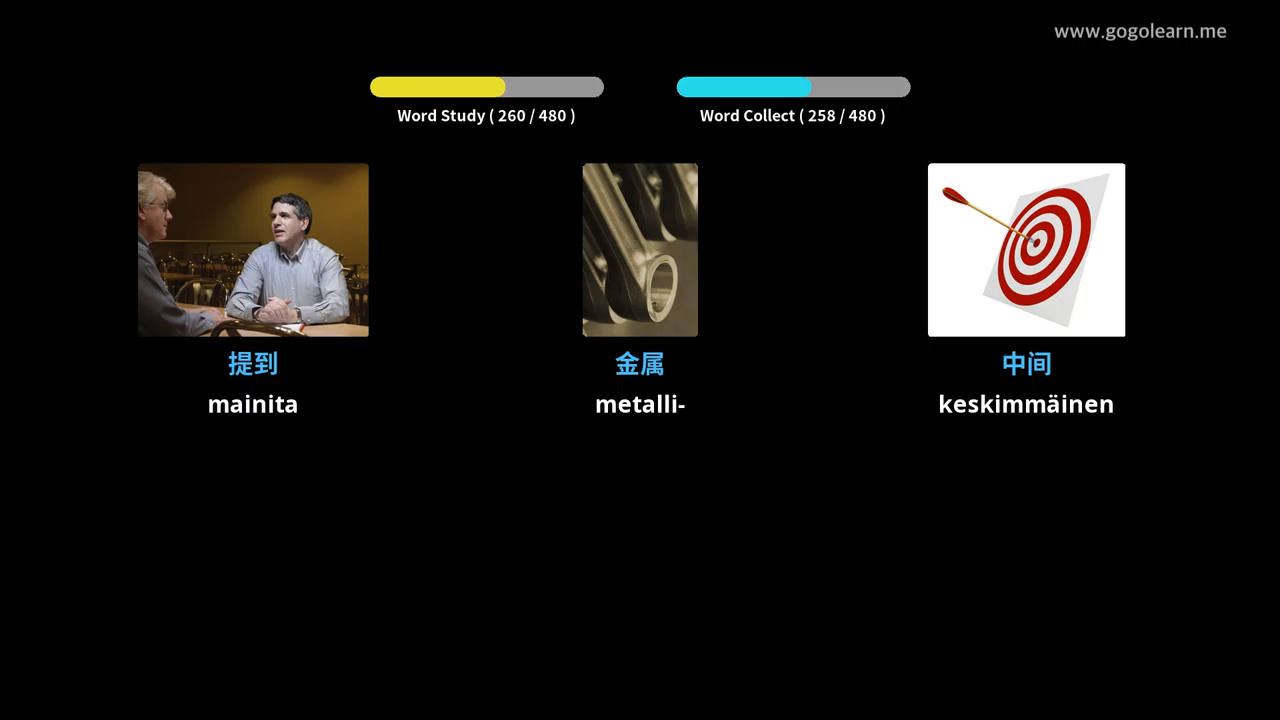 www.gogolearn.me
Word Study ( 260 / 480 )
Word Collect ( 258 / 480 )
提到
mainita
金属
metalli-
中间
keskimmäinen